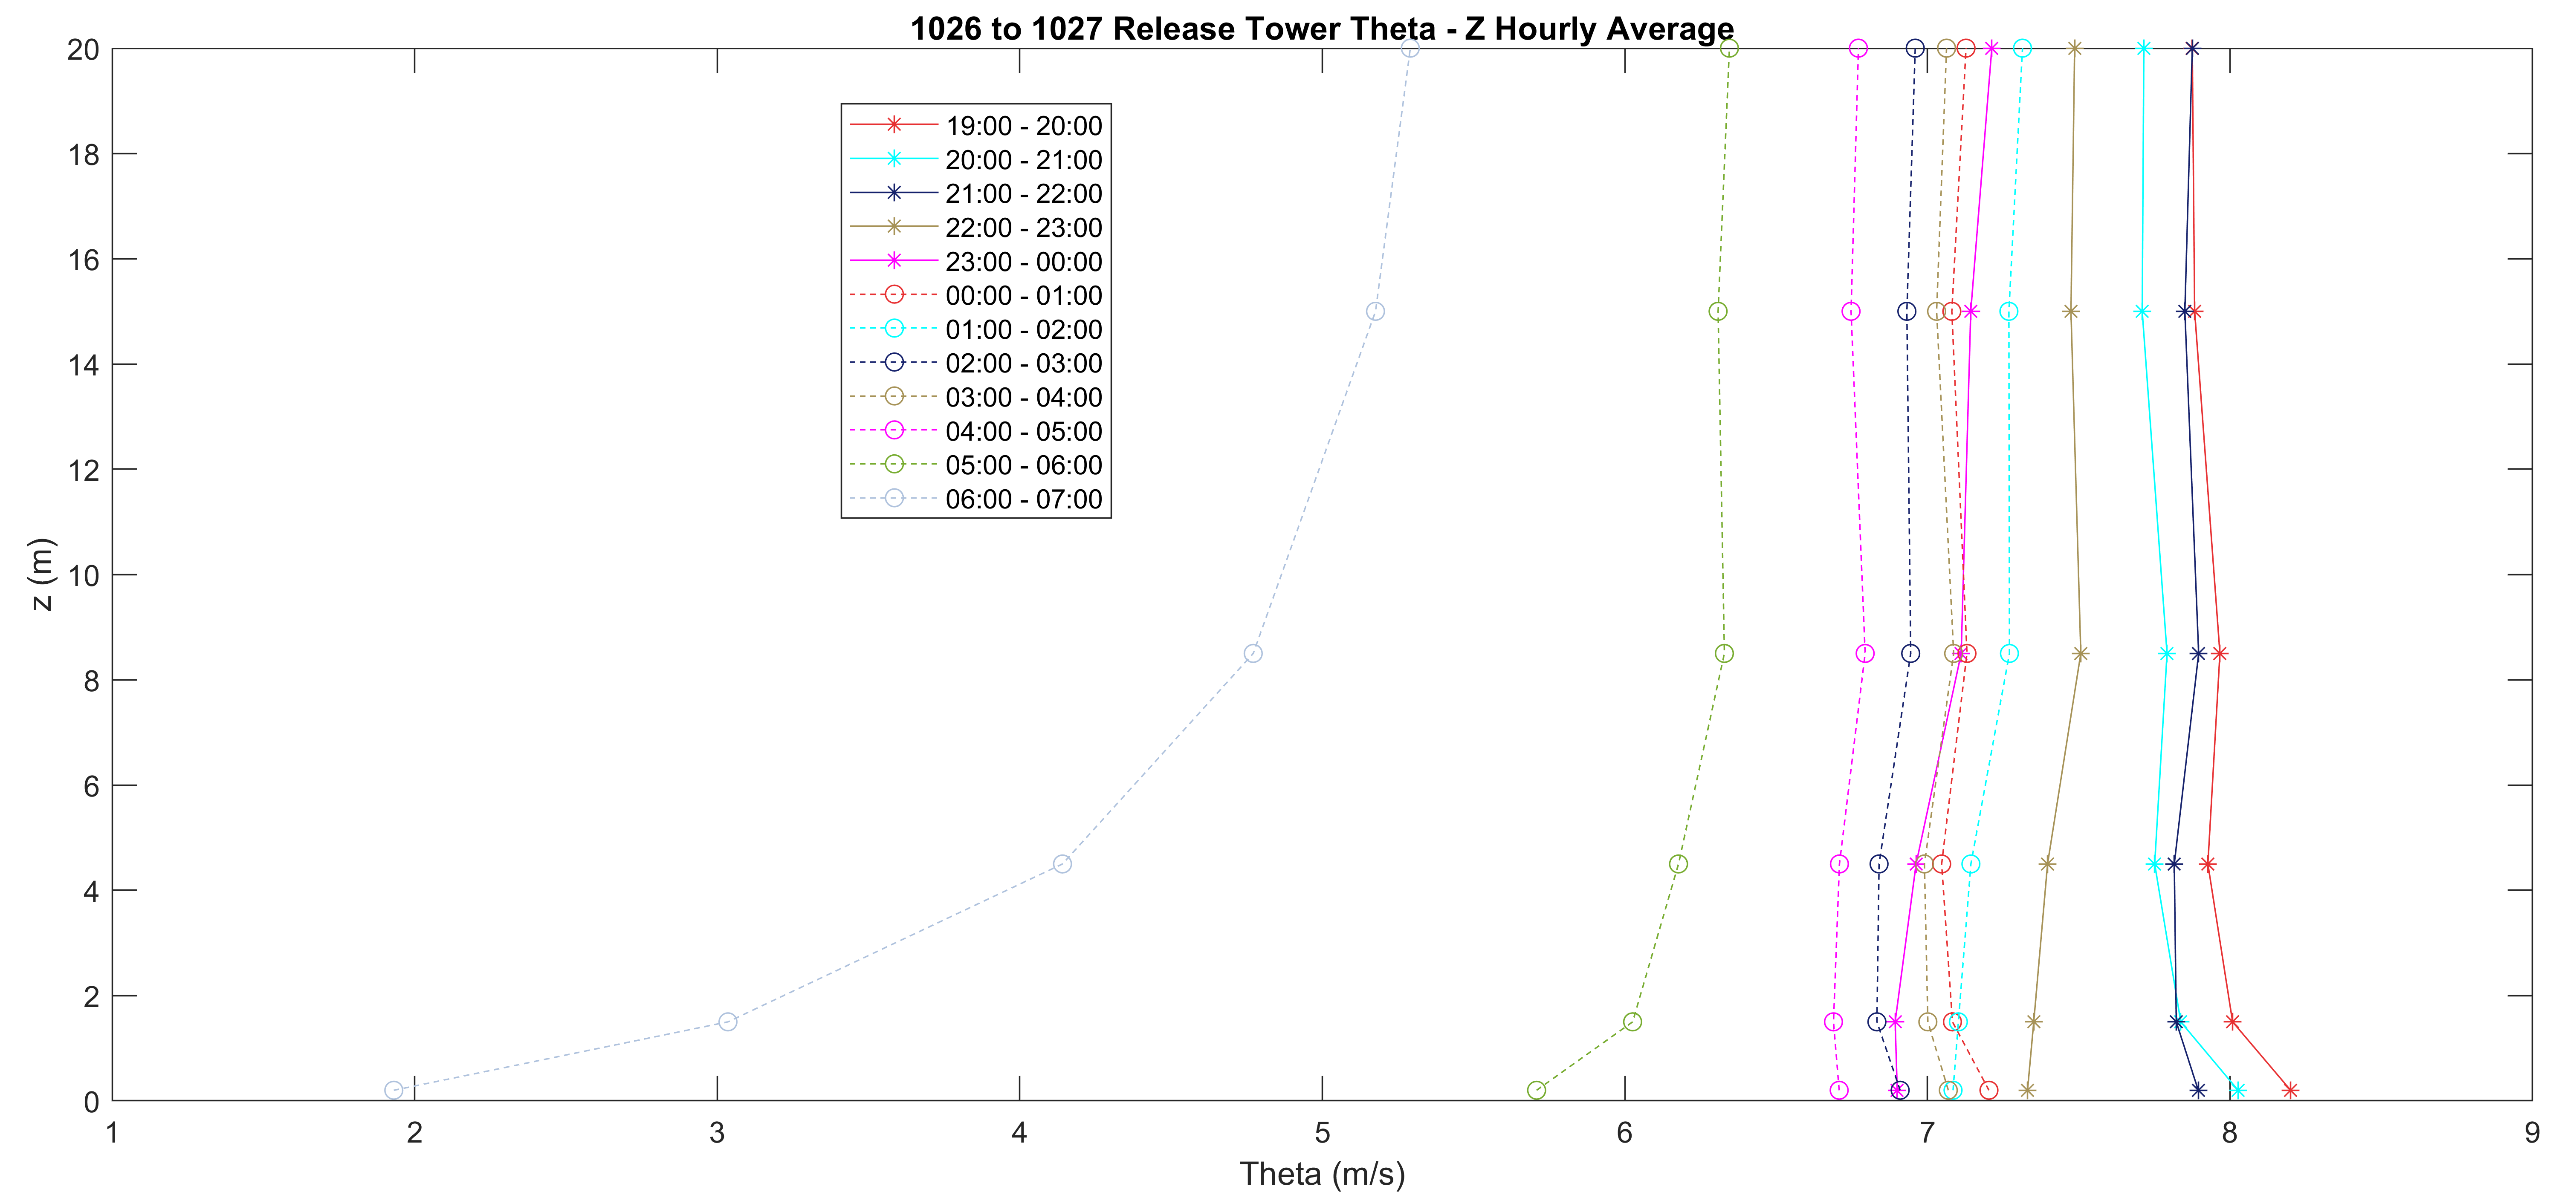 1026 to 1027 Release Tower Theta - Z Hourly Average
20
18
16
14
12
10
8
6
4
2
0
z (m)
19:00 - 20:00
20:00 - 21:00
21:00 - 22:00
22:00 - 23:00
23:00 - 00:00
00:00 - 01:00
01:00 - 02:00
02:00 - 03:00
03:00 - 04:00
04:00 - 05:00
05:00 - 06:00
06:00 - 07:00
1 2 3 4 5 6 7 8 9
Theta (m/s)